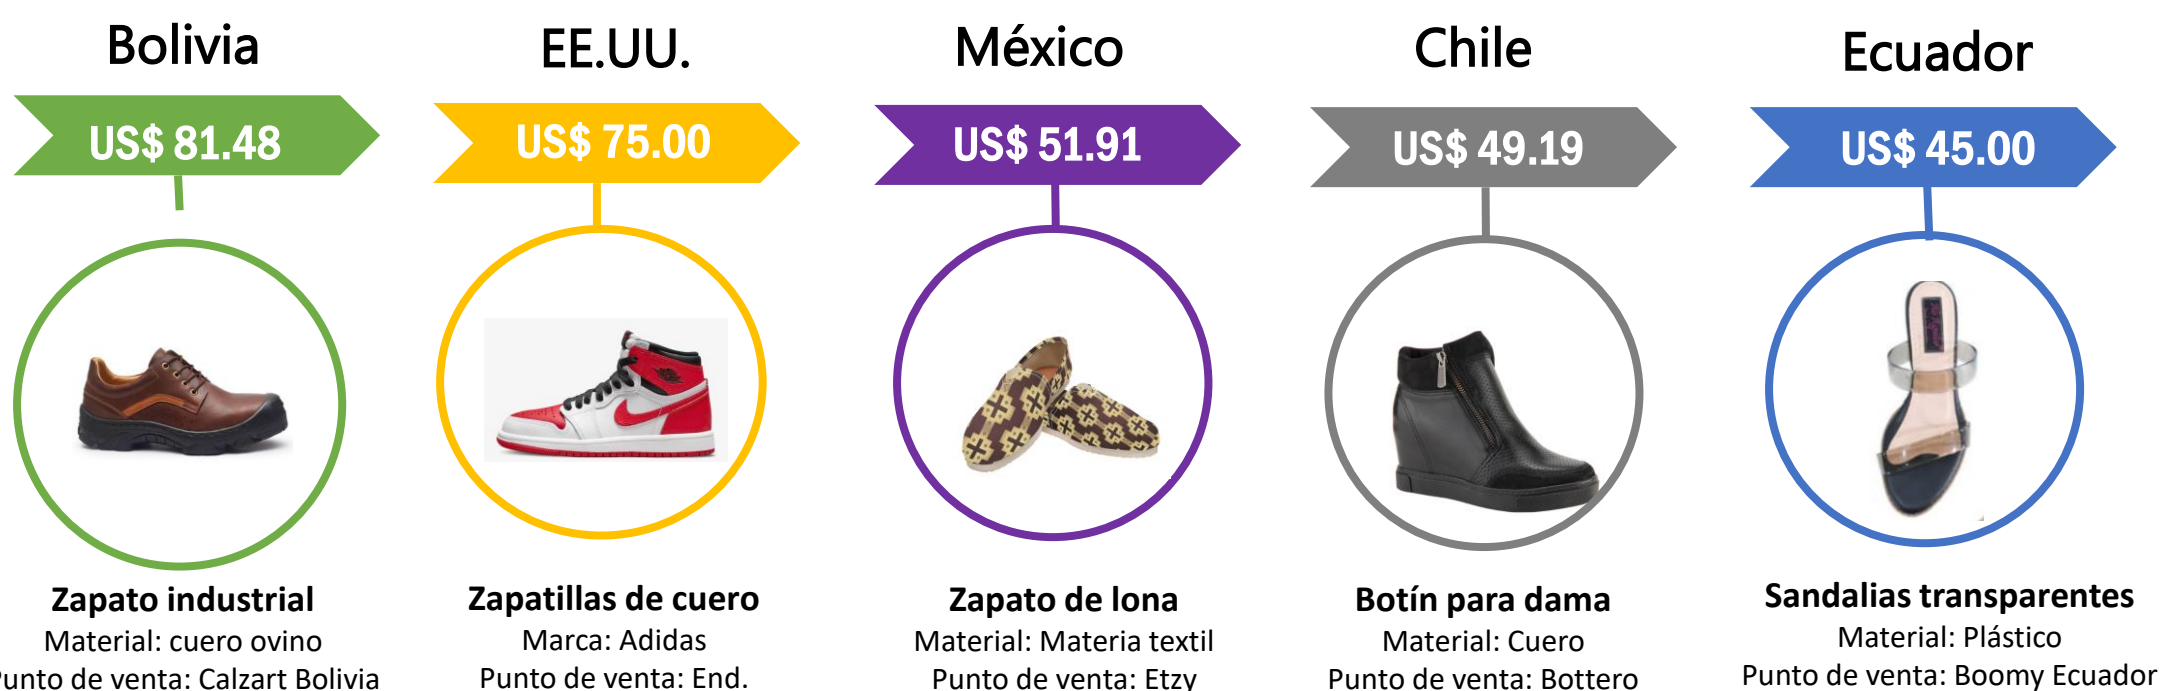 Bolivia
US$ 81.48
Zapato industrial
Material: cuero ovino
Punto de venta: Calzart Bolivia
EE.UU.
US$ 75.00
Zapatillas de cuero
Marca: Adidas
Punto de venta: End.
México
US$ 51.91
Zapato de lona
Material: Materia textil
Punto de venta: Etzy
Chile
US$ 49.19
Botín para dama
Material: Cuero
Punto de venta: Bottero
Ecuador
US$ 45.00
Sandalias transparentes
Material: Plástico
Punto de venta: Boomy Ecuador